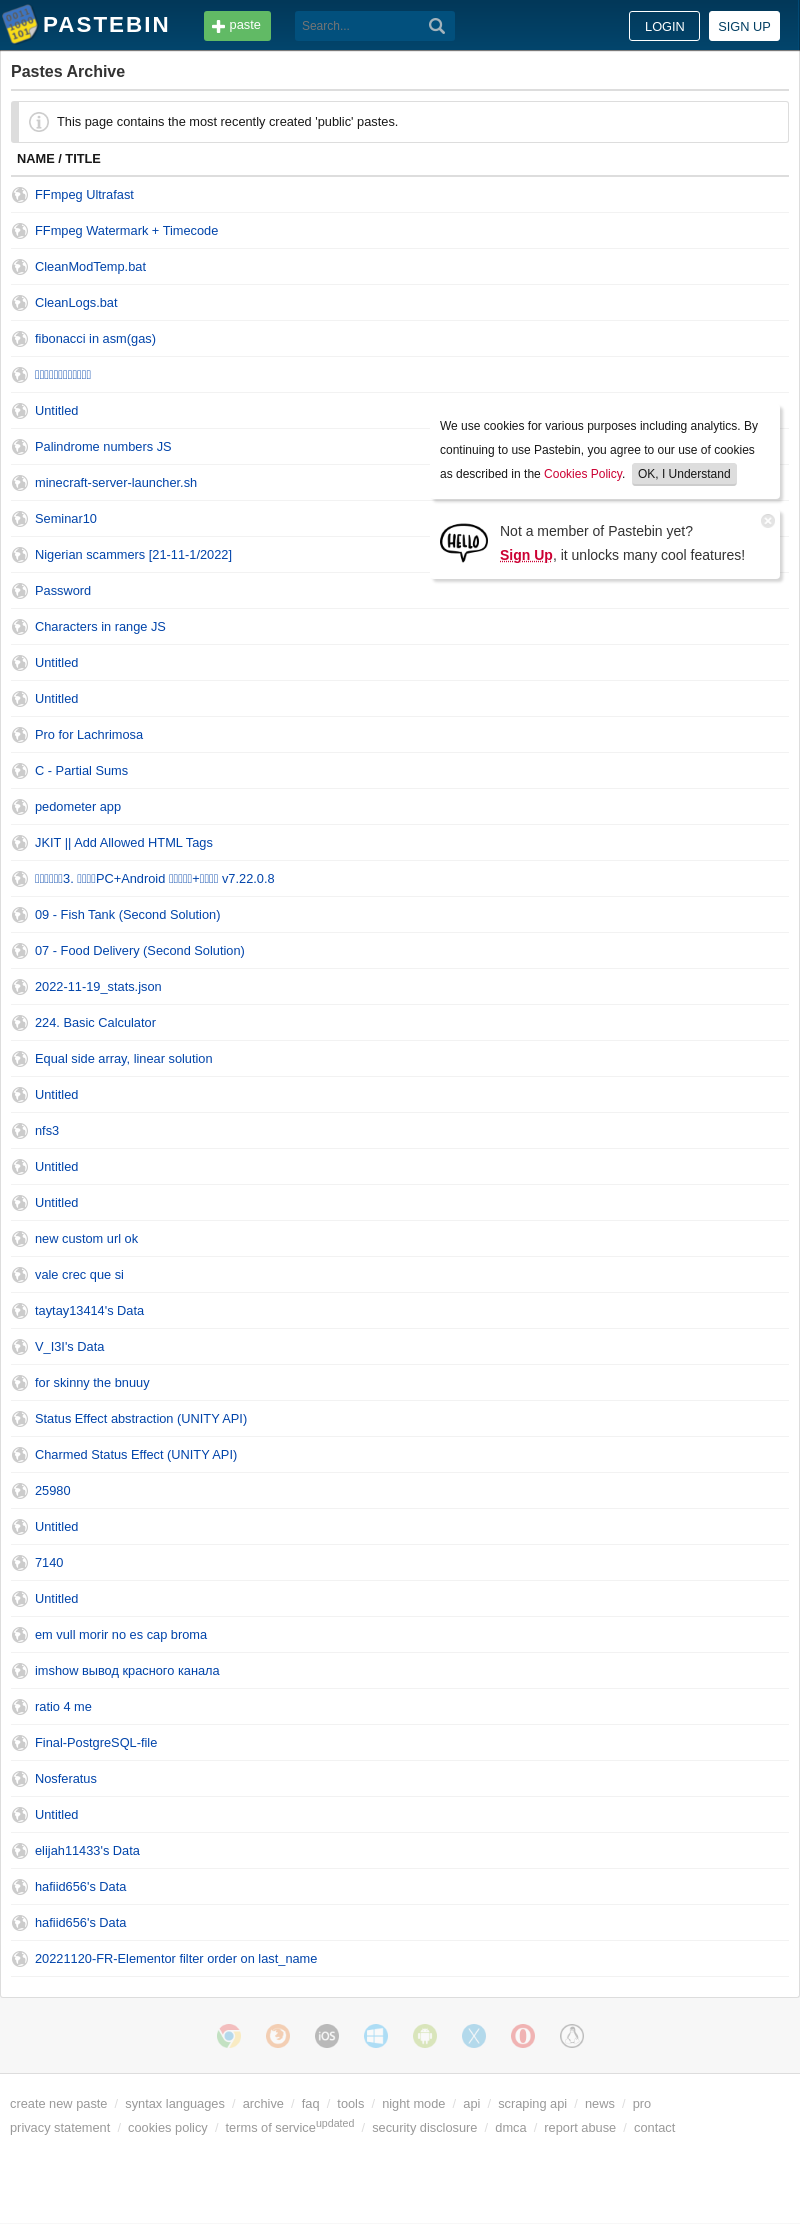 PASTEBIN
paste
Search...
LOGIN
SIGN UP
Pastes Archive
This page contains the most recently created 'public' pastes.
NAME / TITLE
FFmpeg Ultrafast
FFmpeg Watermark + Timecode
CleanModTemp.bat
CleanLogs.bat
fibonacci in asm(gas)
Untitled
Palindrome numbers JS
minecraft-server-launcher.sh
Seminar10
Nigerian scammers [21-11-1/2022]
We use cookies for various purposes including analytics. By
continuing to use Pastebin, you agree to our use of cookies
as described in the Cookies Policy. OK, I Understand
HELLO
Not a member of Pastebin yet?
Sign Up, it unlocks many cool features!
Password
Characters in range JS
Untitled
Untitled
Pro for Lachrimosa
C - Partial Sums
pedometer app
JKIT || Add Allowed HTML Tags
3. PC+Android + v7.22.0.8
09 - Fish Tank (Second Solution)
07 - Food Delivery (Second Solution)
2022-11-19_stats.json
224. Basic Calculator
Equal side array, linear solution
Untitled
nfs3
Untitled
Untitled
new custom url ok
vale crec que si
taytay13414's Data
V_I3I's Data
for skinny the bnuuy
Status Effect abstraction (UNITY API)
Charmed Status Effect (UNITY API)
25980
Untitled
7140
Untitled
em vull morir no es cap broma
imshow вывод красного канала
ratio 4 me
Final-PostgreSQL-file
Nosferatus
Untitled
elijah11433's Data
hafiid656's Data
hafiid656's Data
20221120-FR-Elementor filter order on last_name
iOS
create new paste / syntax languages / archive / faq / tools / night mode / api / scraping api / news / pro
privacy statement / cookies policy / terms of service updated / security disclosure / dmca / report abuse / contact